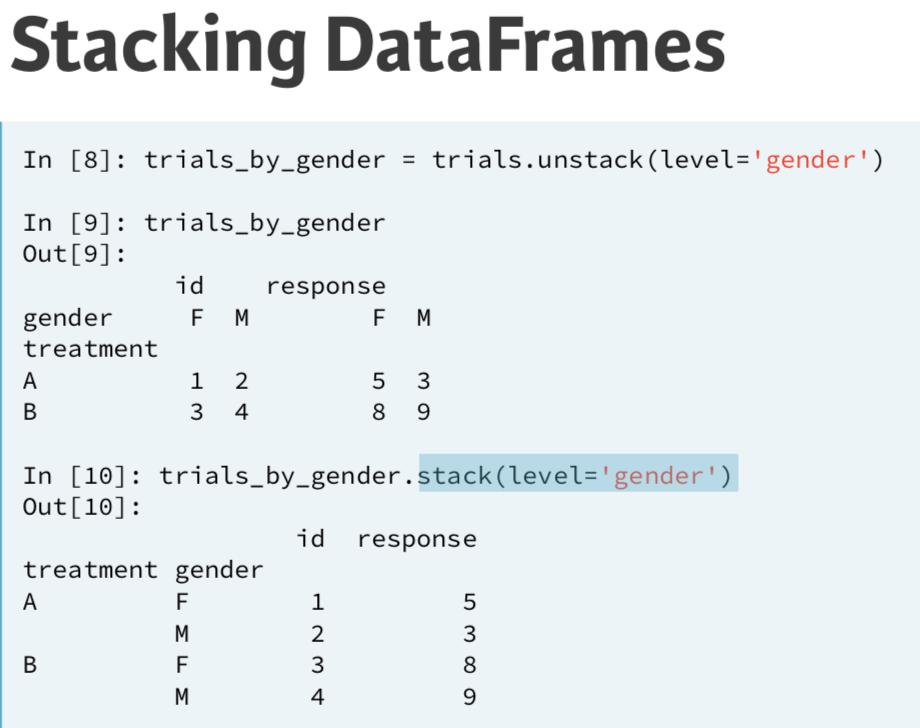 Stacking DataFrames
In [8]: trials_by_gender = trials.unstack(level='gender')
In [9]: trials_by_gender
Out[9]:
id response
gender F M F M
treatment
A 1 2 5 3
B 3 4 8 9
In [10]: trials_by_gender.stack(level='gender')
Out[10]:
id response
treatment gender
A F 1 5
M 2 3
B F 3 8
M 4 9